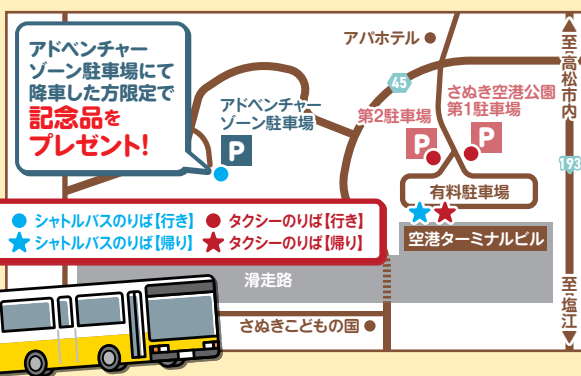 アドベンチャー
ゾーン駐車場にて
降車した方限定で
記念品を
プレゼント!
アパホテル
至高松市内
45
さぬき空港公園
第1駐車場
第2駐車場
アドベンチャー
ゾーン駐車場
P
P
P
193
有料駐車場
シャトルバスのりば【行き】
タクシーのりば【行き】
シャトルバスのりば【帰り】
タクシーのりば【帰り】
空港ターミナルビル
滑走路
至塩江
さぬきこどもの国